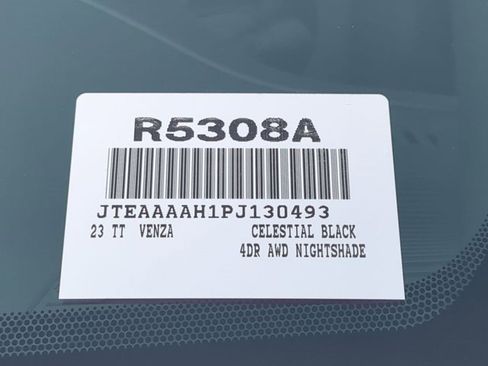 R5308A
JTEAAAAH1PJ130493
23 TT VENZA CELESTIAL BLACK
4DR AWD NIGHTSHADE